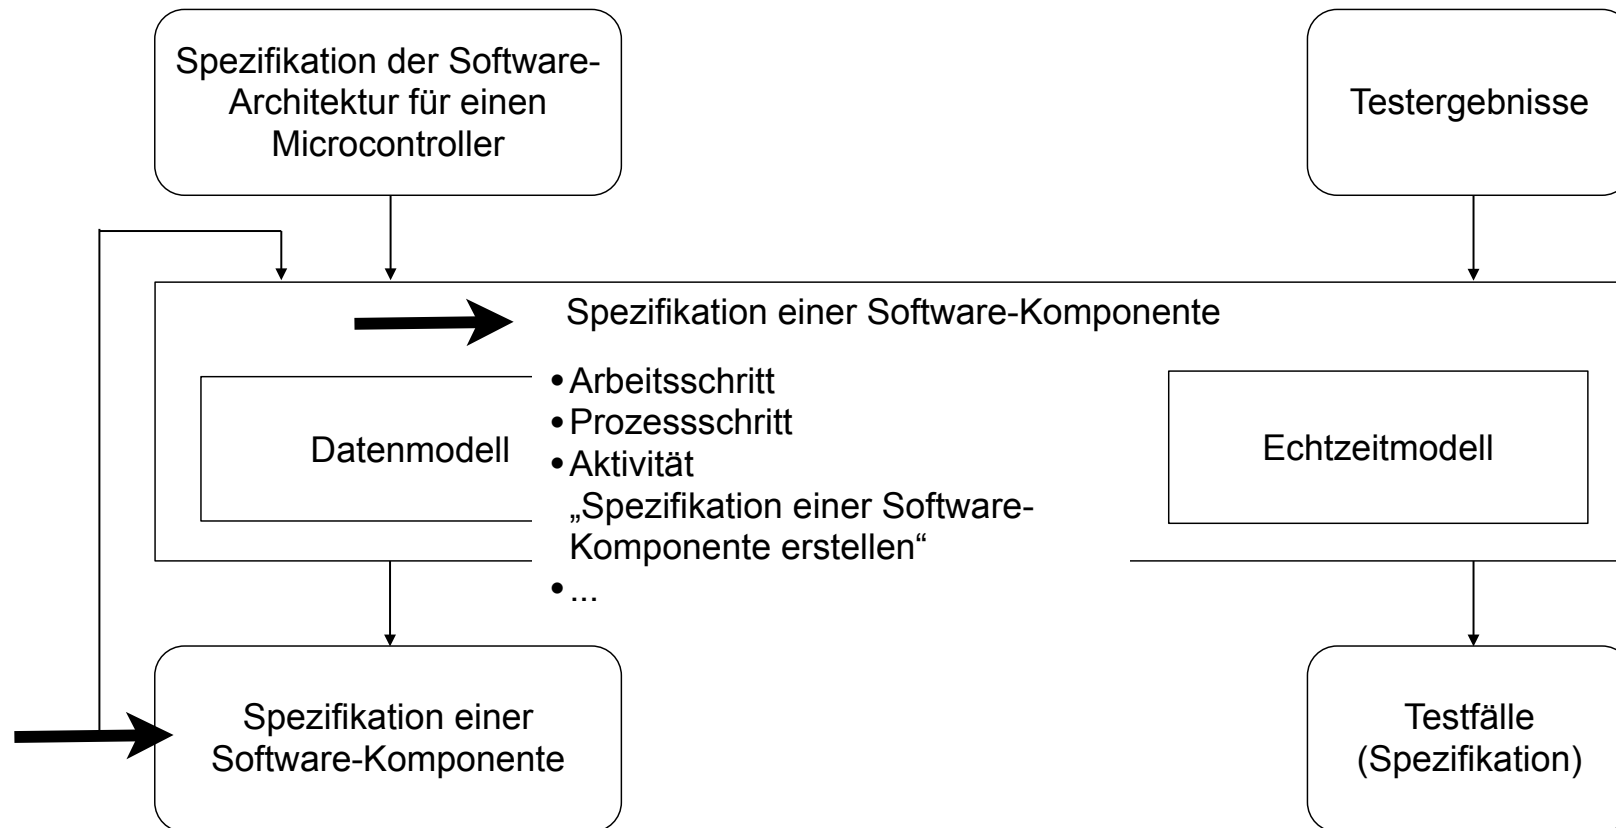 Spezifikation der Software-
Architektur für einen
Microcontroller
Testergebnisse
Spezifikation einer Software-Komponente
Datenmodell
• Arbeitsschritt
• Prozessschritt
• Aktivität
„Spezifikation einer Software-
Komponente erstellen“
• ...
Echtzeitmodell
Spezifikation einer
Software-Komponente
Testfälle
(Spezifikation)